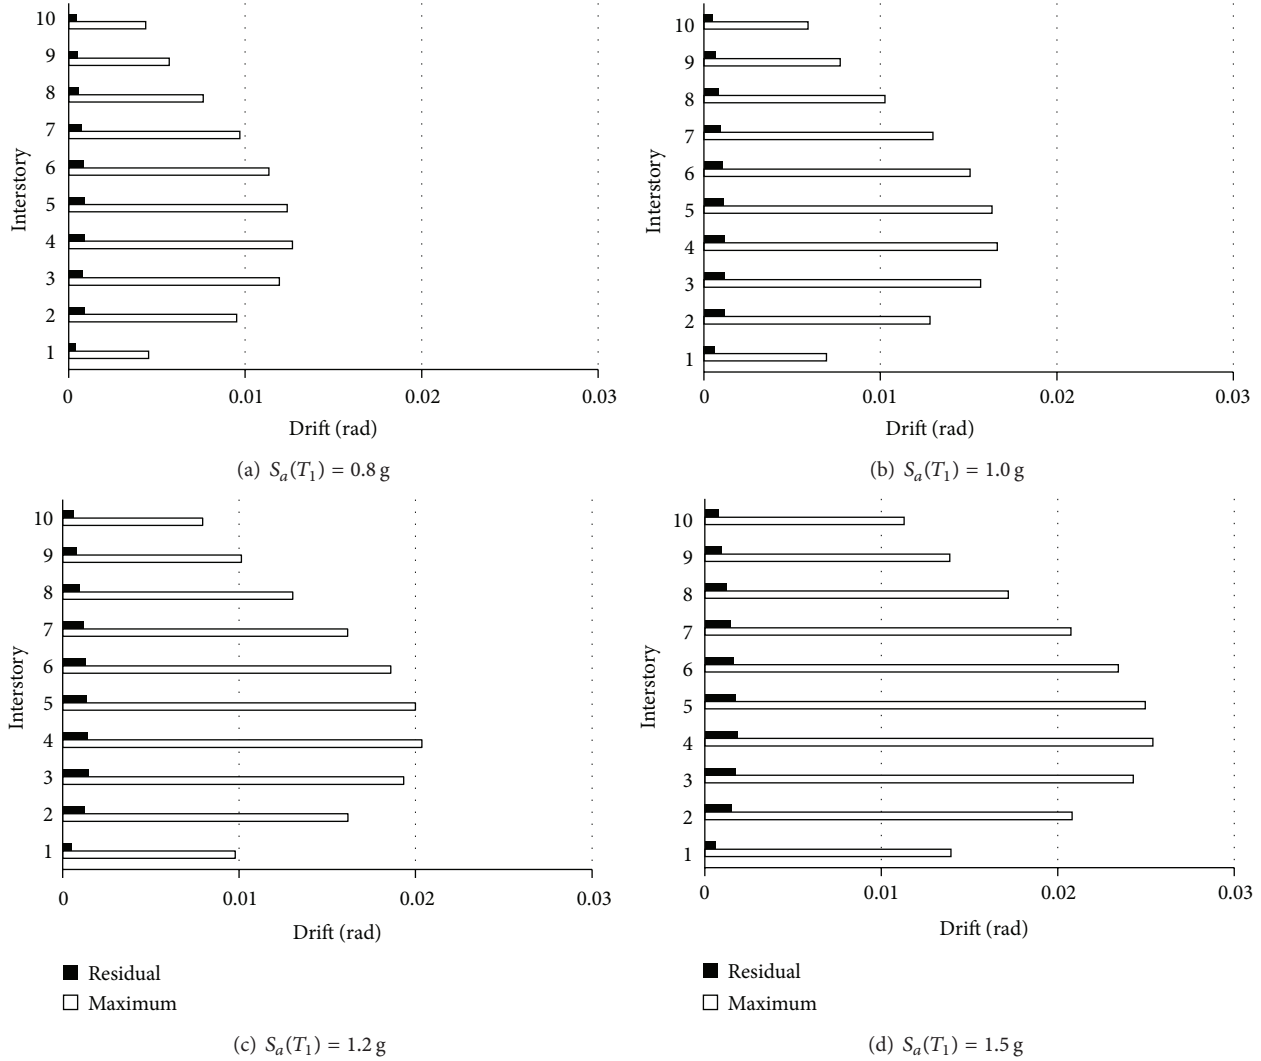 10
9
8
7
6
5
4
3
2
1
Interstory
0 0.01 0.02 0.03
Drift (rad)
(a) Sₐ(T₁) = 0.8 g
10
9
8
7
6
5
4
3
2
1
Interstory
0 0.01 0.02 0.03
Drift (rad)
(b) Sₐ(T₁) = 1.0 g
10
9
8
7
6
5
4
3
2
1
Interstory
0 0.01 0.02 0.03
Drift (rad)
Residual
Maximum
(c) Sₐ(T₁) = 1.2 g
10
9
8
7
6
5
4
3
2
1
Interstory
0 0.01 0.02 0.03
Drift (rad)
Residual
Maximum
(d) Sₐ(T₁) = 1.5 g